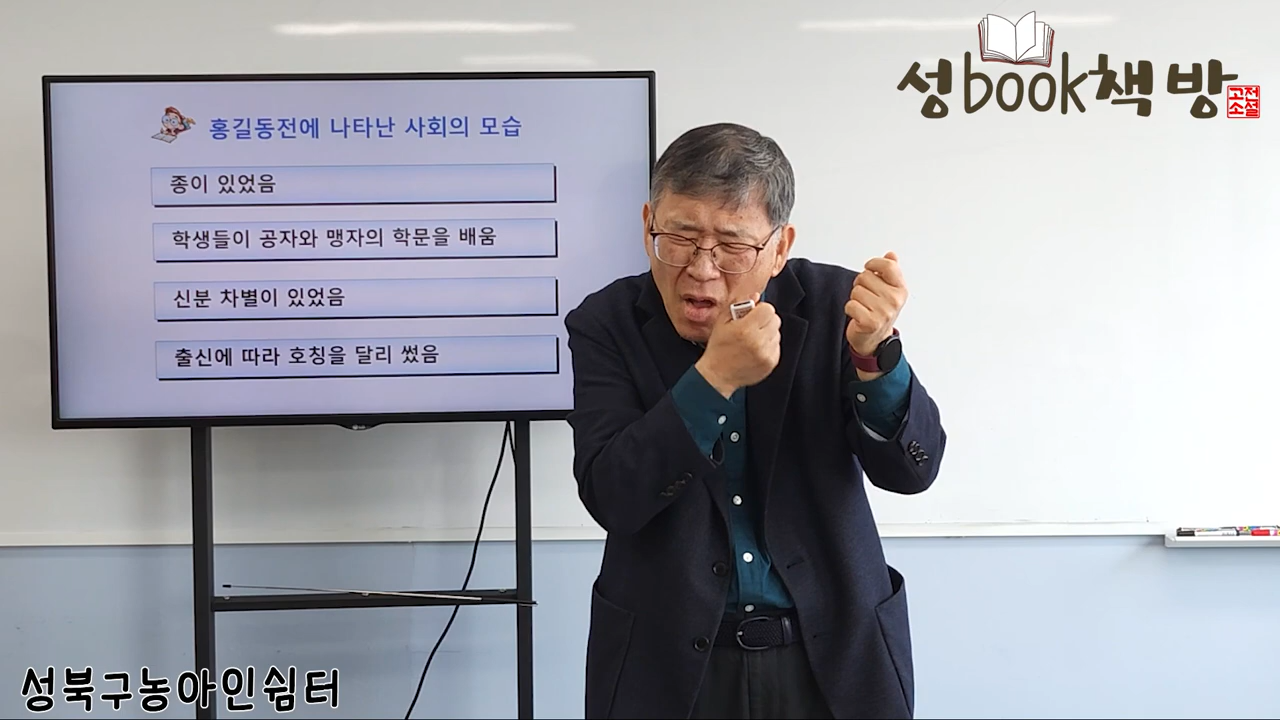 성book책방
고전
소설
홍길동전에 나타난 사회의 모습
종이 있었음
학생들이 공자와 맹자의 학문을 배움
신분 차별이 있었음
출신에 따라 호칭을 달리 썼음
성북구농아인쉼터